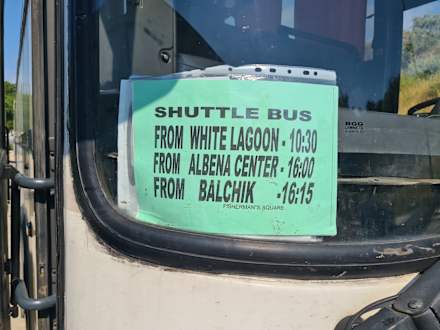 SHUTTLE BUS
FROM WHITE LAGOON - 10:30
FROM ALBENA CENTER - 16:00
FROM BALCHIK - 16:15
FISHERMAN'S SQUARE